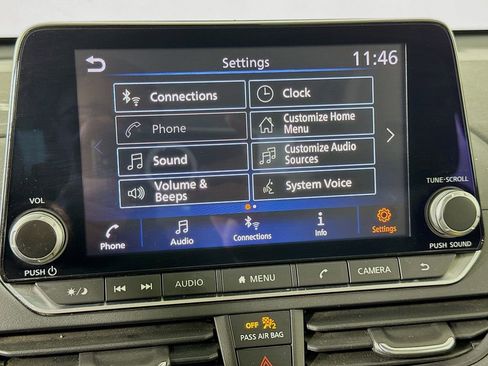 Settings
11:46
Connections
Clock
Phone
Customize Home
Menu
Sound
Customize Audio
Sources
Volume &
Beeps
System Voice
Phone
Audio
Connections
Info
Settings
VOL
PUSH
TUNE·SCROLL
PUSH SOUND
AUDIO
MENU
CAMERA
OFF
2
PASS AIR BAG